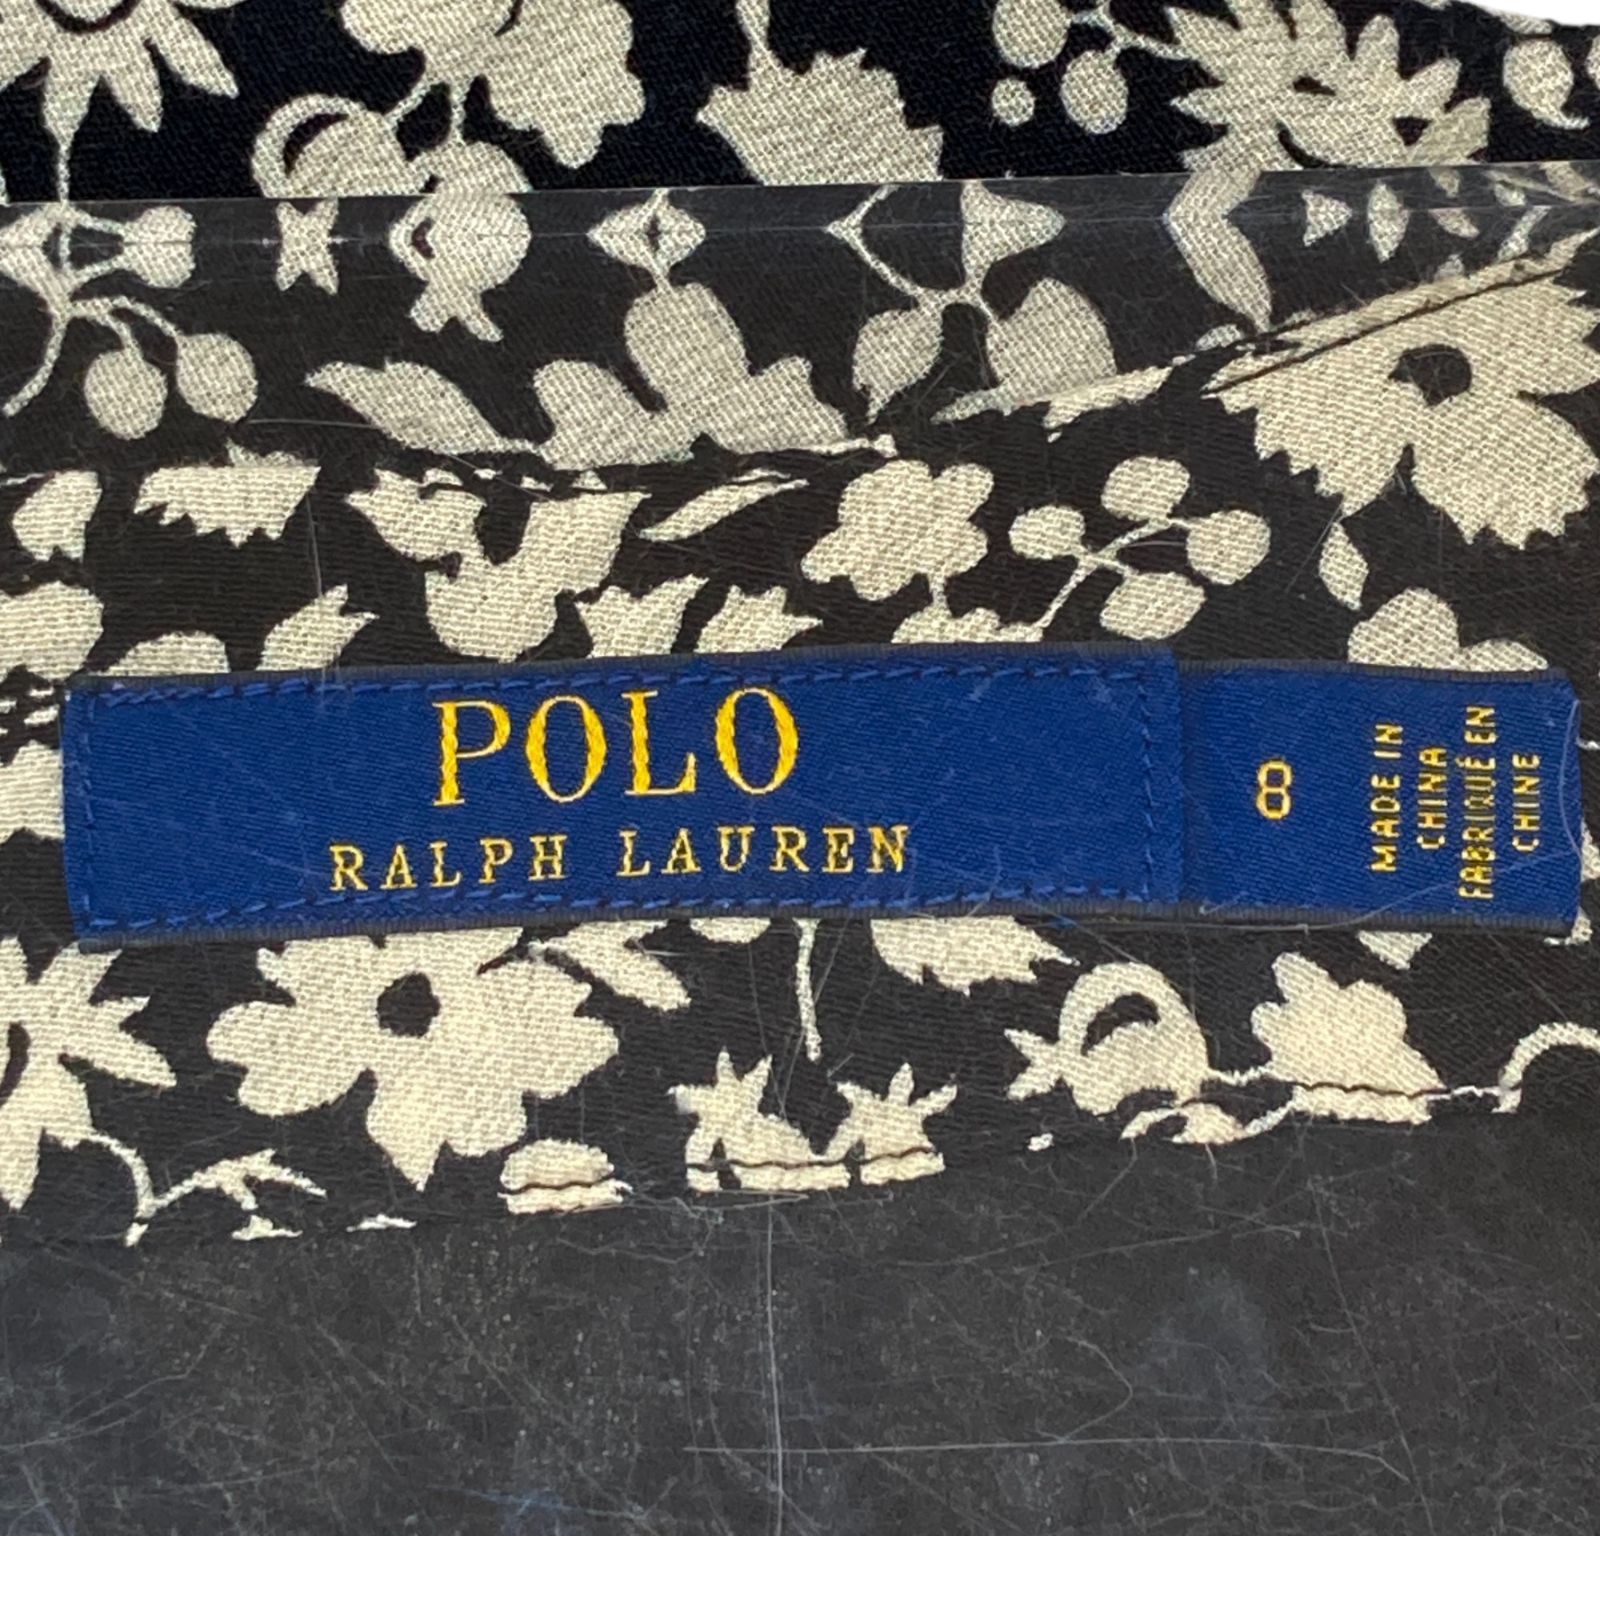 POLO
RALPH LAUREN
8
MADE IN
CHINA
FABRIQUÉ EN
CHINE